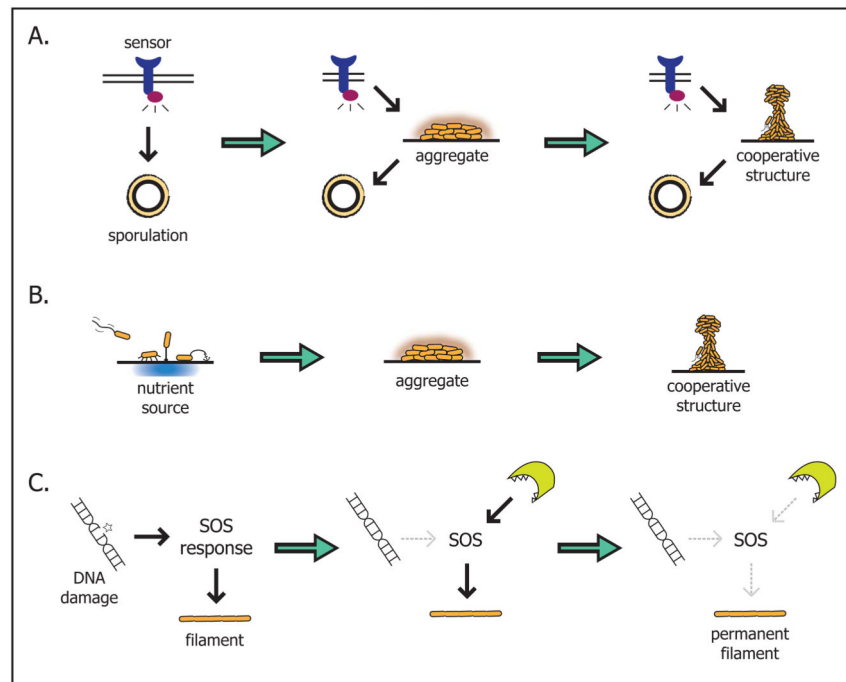 A.
sensor
sporulation
aggregate
cooperative
structure
B.
nutrient
source
aggregate
cooperative
structure
C.
DNA
damage
SOS
response
filament
SOS
SOS
permanent
filament